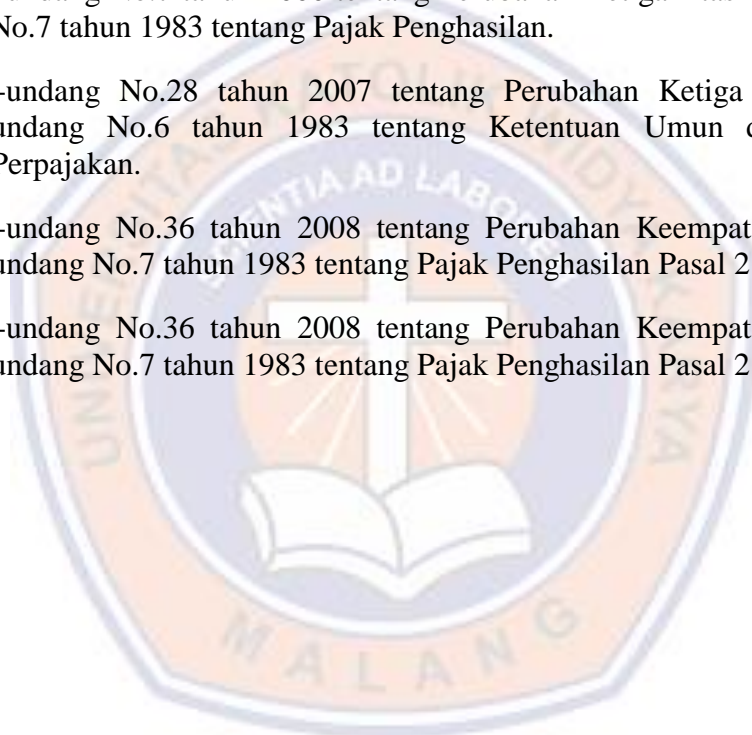 No.7 tahun 1983 tentang Pajak Penghasilan.
-undang No.28 tahun 2007 tentang Perubahan Ketiga
undang No.6 tahun 1983 tentang Ketentuan Umun
Perpajakan.
-undang No.36 tahun 2008 tentang Perubahan Keempat
undang No.7 tahun 1983 tentang Pajak Penghasilan Pasal 2
-undang No.36 tahun 2008 tentang Perubahan Keempat
undang No.7 tahun 1983 tentang Pajak Penghasilan Pasal 2
SCIENTIA AD LABOREM
MALANG